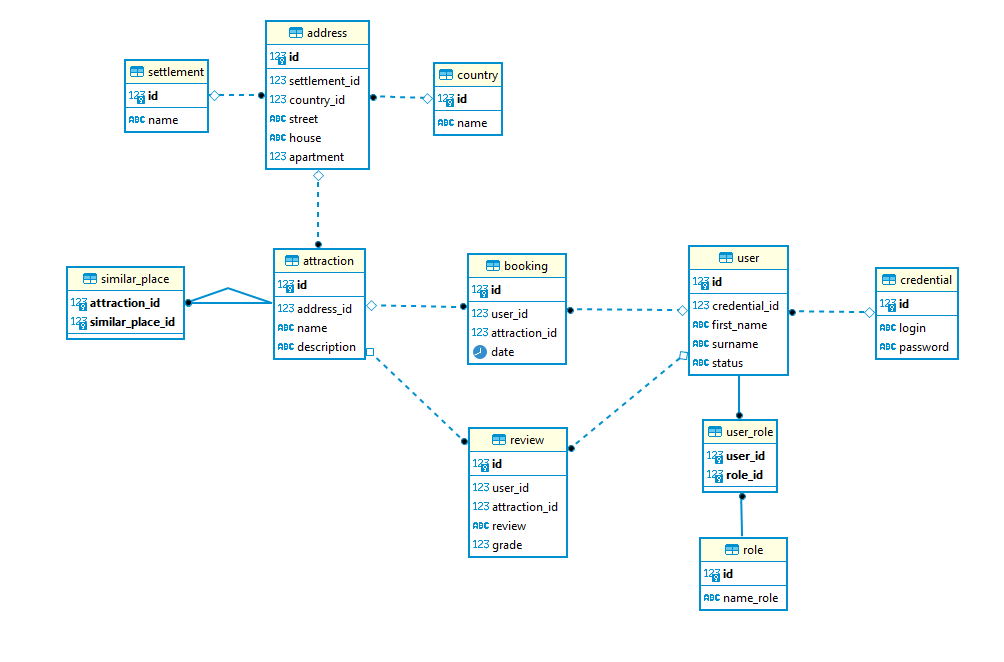 address
123 id
123 settlement_id
123 country_id
ABC street
ABC house
123 apartment
settlement
123 id
ABC name
country
123 id
ABC name
similar_place
123 attraction_id
123 similar_place_id
attraction
123 id
123 address_id
ABC name
ABC description
booking
123 id
123 user_id
123 attraction_id
date
user
123 id
123 credential_id
ABC first_name
ABC surname
ABC status
credential
123 id
ABC login
ABC password
review
123 id
123 user_id
123 attraction_id
ABC review
123 grade
user_role
123 user_id
123 role_id
role
123 id
ABC name_role